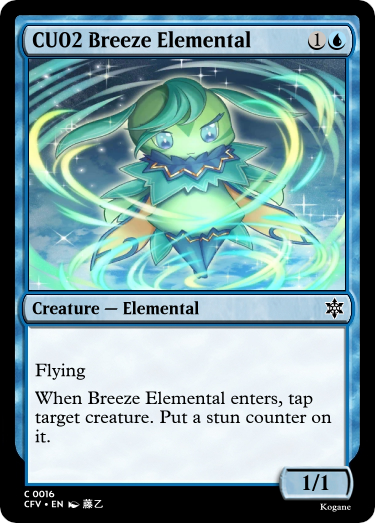 CU02 Breeze Elemental 1
Creature — Elemental
Flying
When Breeze Elemental enters, tap
target creature. Put a stun counter on
it.
1/1
C 0016
CFV • EN 藤乙
Kogane